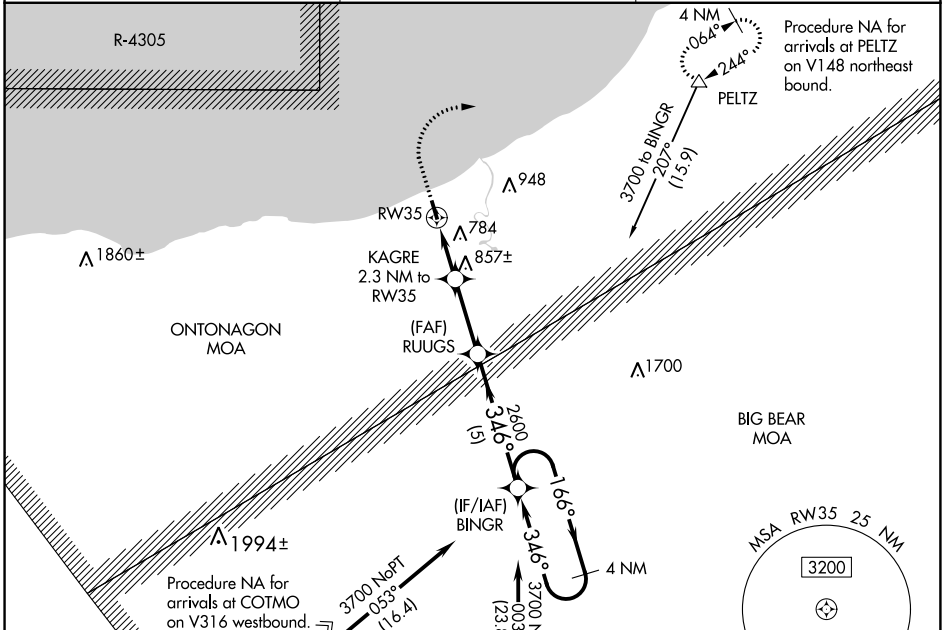 R-4305
4 NM
064°
244°
PELTZ
Procedure NA for
arrivals at PELTZ
on V148 northeast
bound.
3700 to BINGR
207°
(15.9)
948
RW35
784
857±
1860±
KAGRE
2.3 NM to
RW35
ONTONAGON
MOA
(FAF)
RUUGS
1700
2600
346°
(5)
BIG BEAR
MOA
166°
(IF/IAF)
BINGR
346°
4 NM
1994±
MSA RW35 25 NM
3200
Procedure NA for
arrivals at COTMO
on V316 westbound.
3700 NoPT
053°
(16.4)
3700
003
(23.